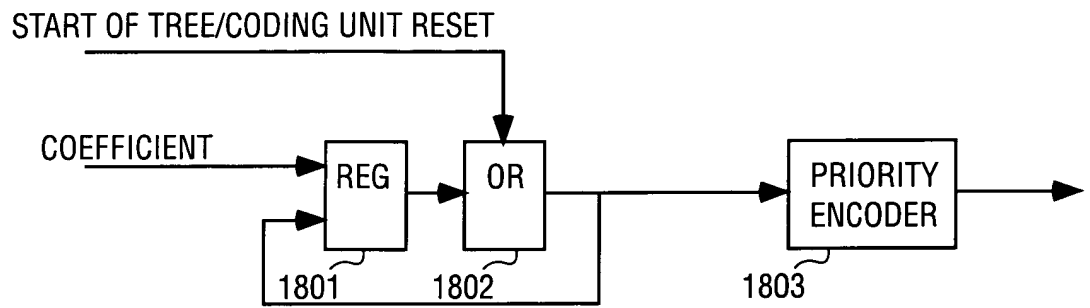 START OF TREE/CODING UNIT RESET
COEFFICIENT
REG
OR
PRIORITY
ENCODER
1801
1802
1803